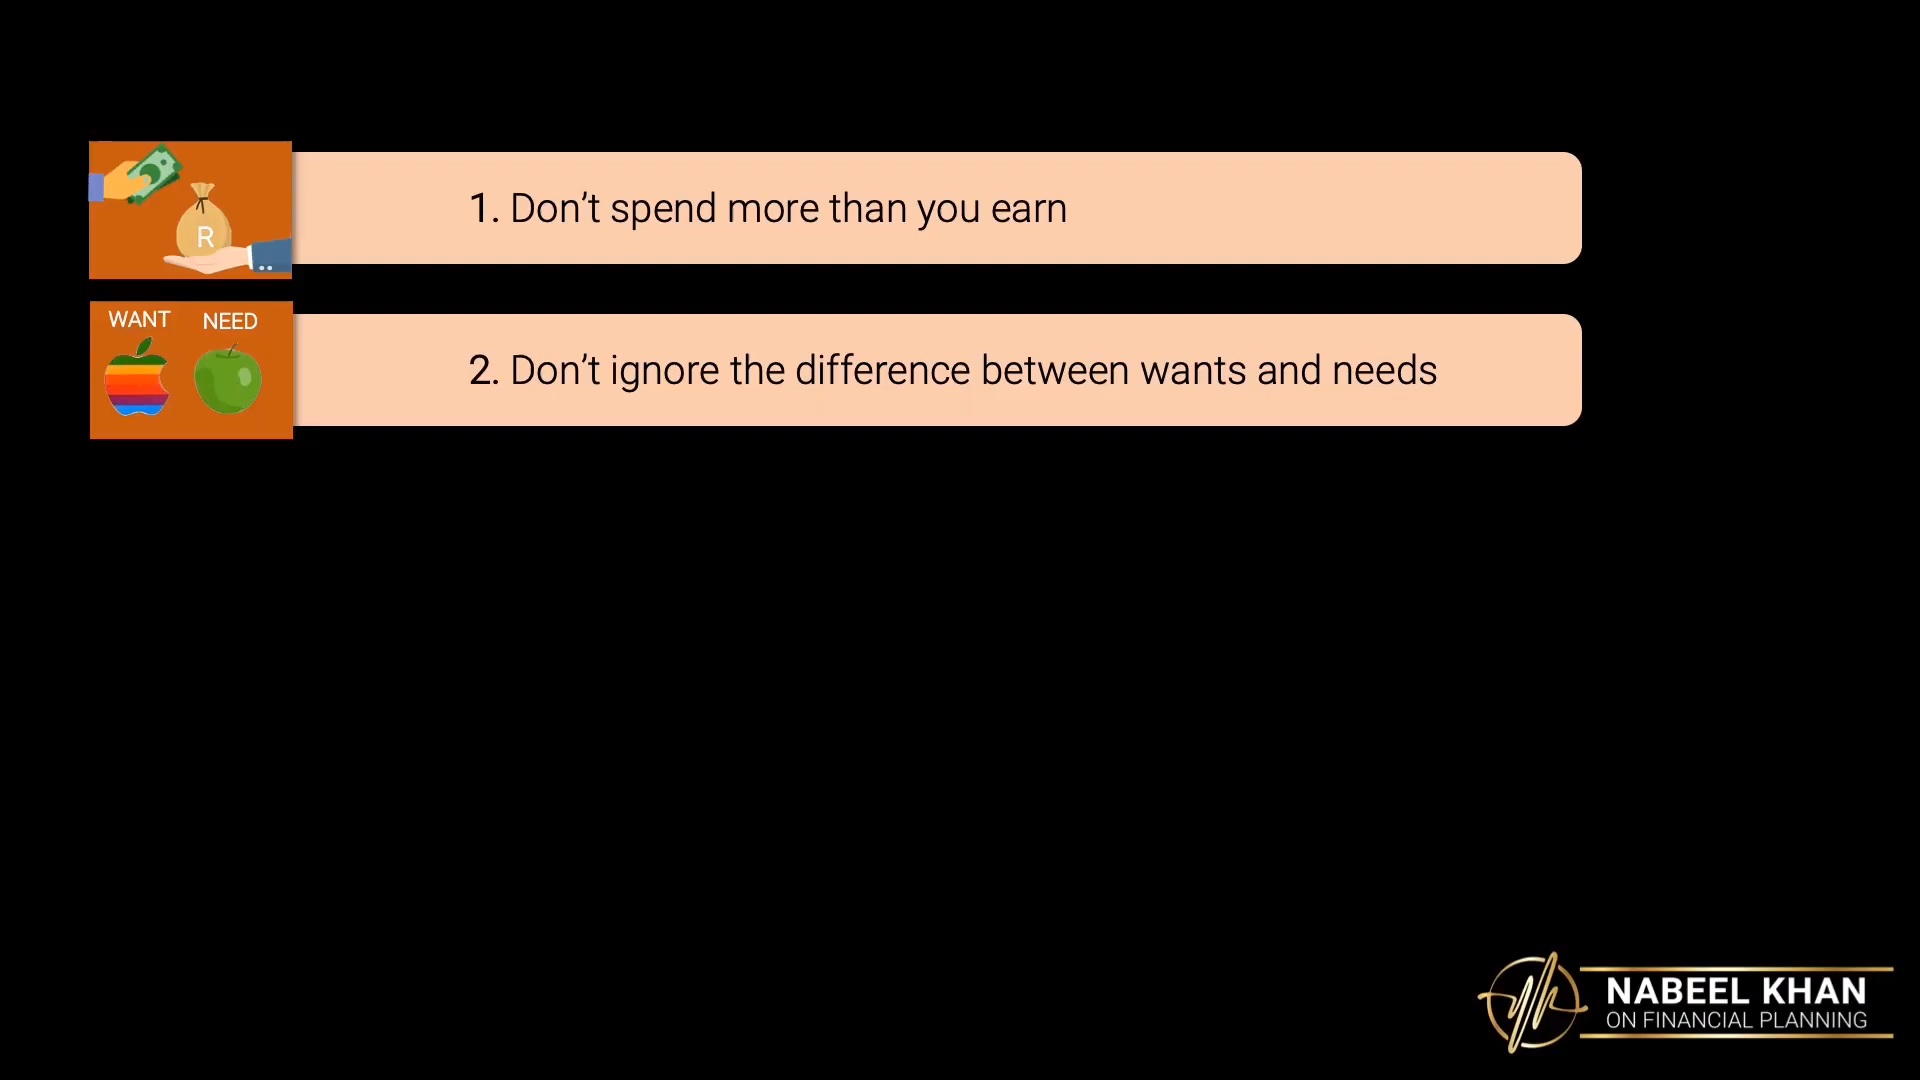 R
1. Don’t spend more than you earn
WANT NEED
2. Don’t ignore the difference between wants and needs
NABEEL KHAN
ON FINANCIAL PLANNING